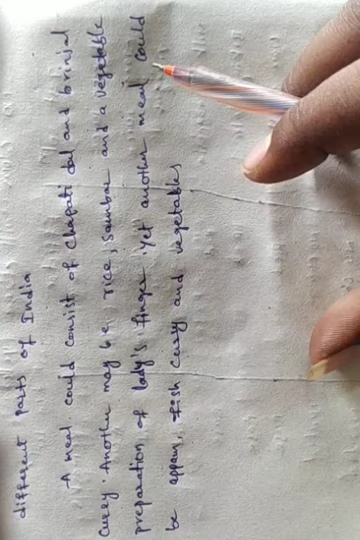 different parts of India
A meal could consist of chapati dal and brinjal
curry. Another may be rice, sambar and a vegetable
preparation of lady's finger. Yet another meal could
be appam, fish curry and vegetables